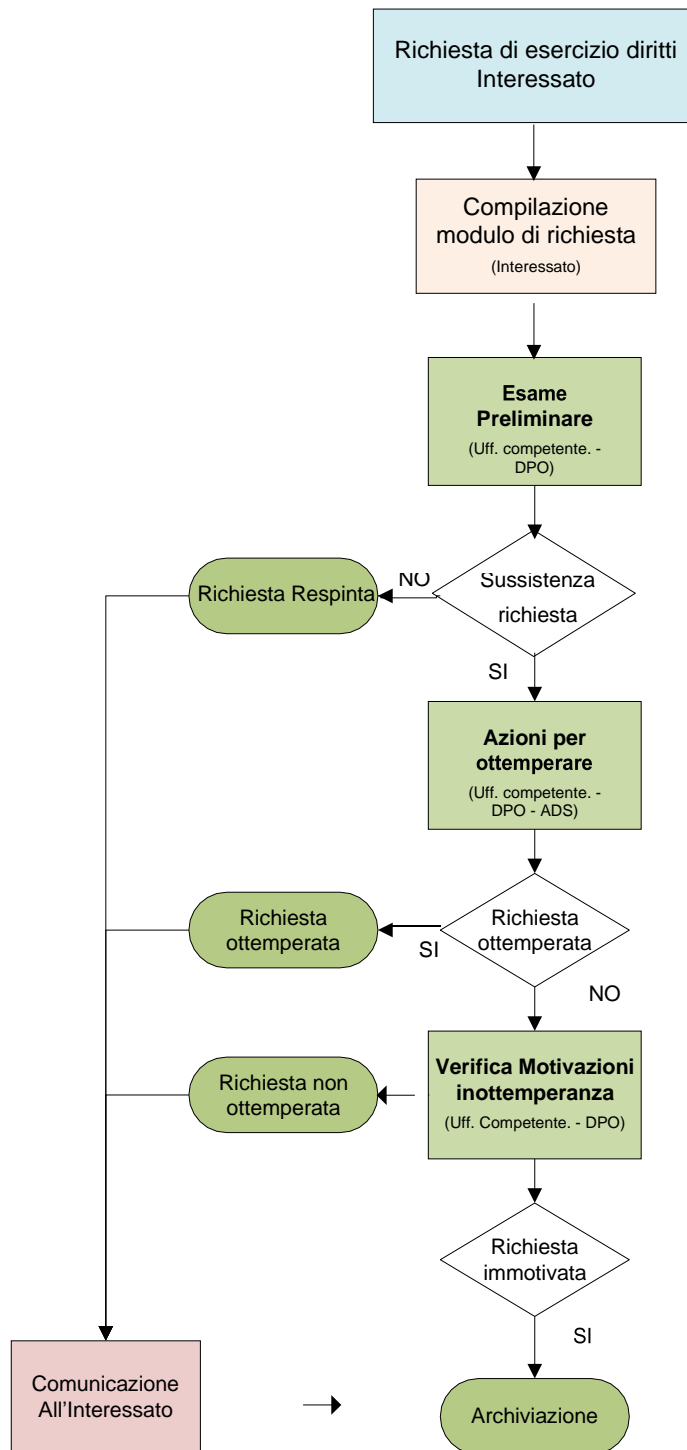 Richiesta di esercizio diritti
Interessato
Compilazione
modulo di richiesta
(Interessato)
Esame
Preliminare
(Uff. competente. -
DPO)
Richiesta Respinta
NO
Sussistenza
richiesta
SI
Azioni per
ottemperare
(Uff. competente. -
DPO - ADS)
Richiesta
ottemperata
SI
Richiesta
ottemperata
NO
Richiesta non
ottemperata
Verifica Motivazioni
inottemperanza
(Uff. Competente. - DPO)
Richiesta
immotivata
SI
Comunicazione
All'Interessato
Archiviazione